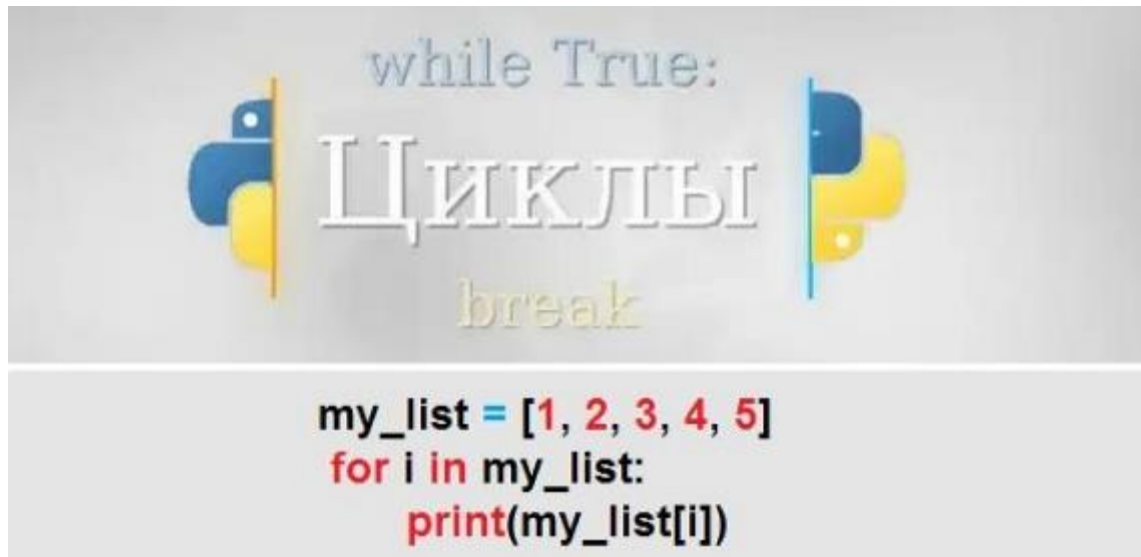 while True:
Циклы
break
my_list = [1, 2, 3, 4, 5]
for i in my_list:
print(my_list[i])